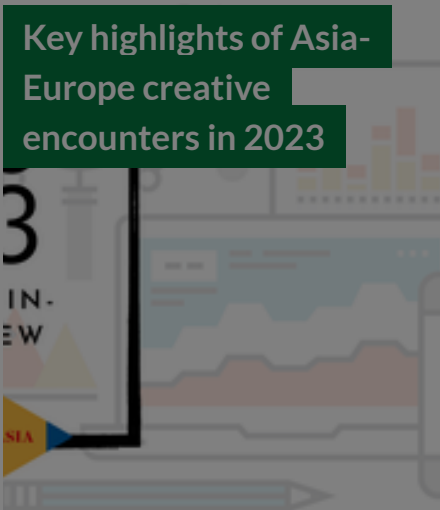 Key highlights of Asia-
Europe creative
encounters in 2023
3
IN-
EW
SIA